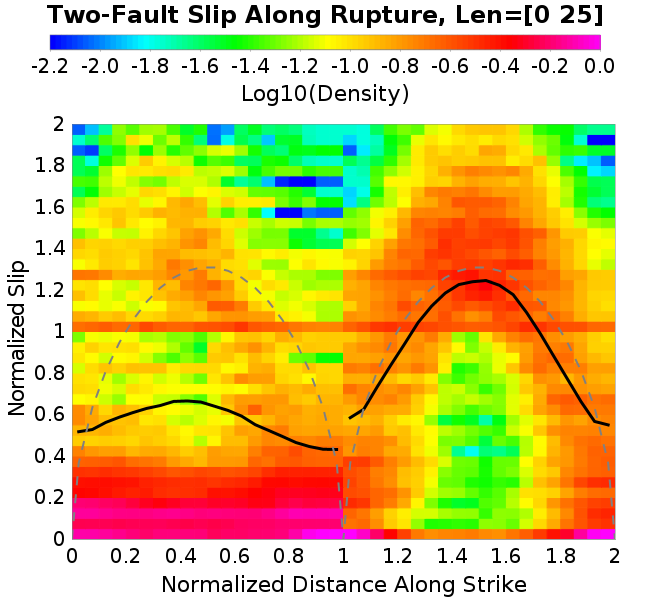 Two-Fault Slip Along Rupture, Len=[0 25]
-2.2 -2.0 -1.8 -1.6 -1.4 -1.2 -1.0 -0.8 -0.6 -0.4 -0.2 0.0
Log10(Density)
2
1.8
1.6
1.4
1.2
1
0.8
0.6
0.4
0.2
0
Normalized Slip
0 0.2 0.4 0.6 0.8 1 1.2 1.4 1.6 1.8 2
Normalized Distance Along Strike